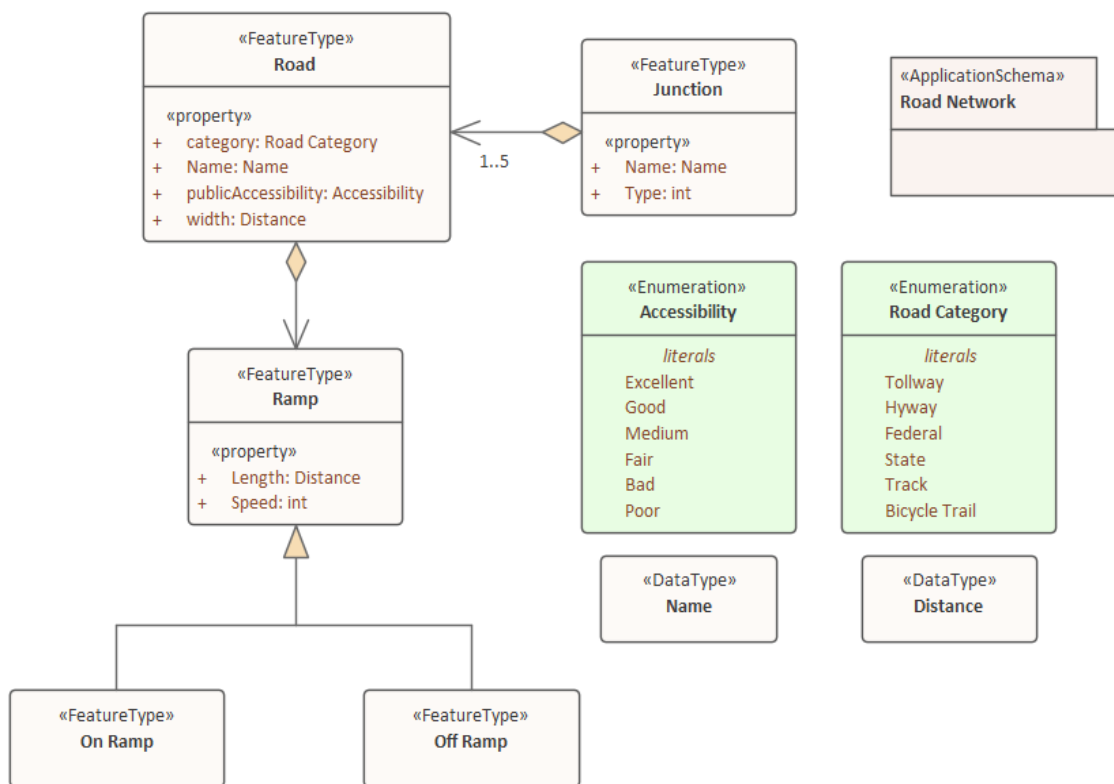 «FeatureType»
Road
«property»
+ category: Road Category
+ Name: Name
+ publicAccessibility: Accessibility
+ width: Distance
1..5
«FeatureType»
Junction
«property»
+ Name: Name
+ Type: int
«ApplicationSchema»
Road Network
«FeatureType»
Ramp
«property»
+ Length: Distance
+ Speed: int
«Enumeration»
Accessibility
literals
Excellent
Good
Medium
Fair
Bad
Poor
«Enumeration»
Road Category
literals
Tollway
Hyway
Federal
State
Track
Bicycle Trail
«DataType»
Name
«DataType»
Distance
«FeatureType»
On Ramp
«FeatureType»
Off Ramp